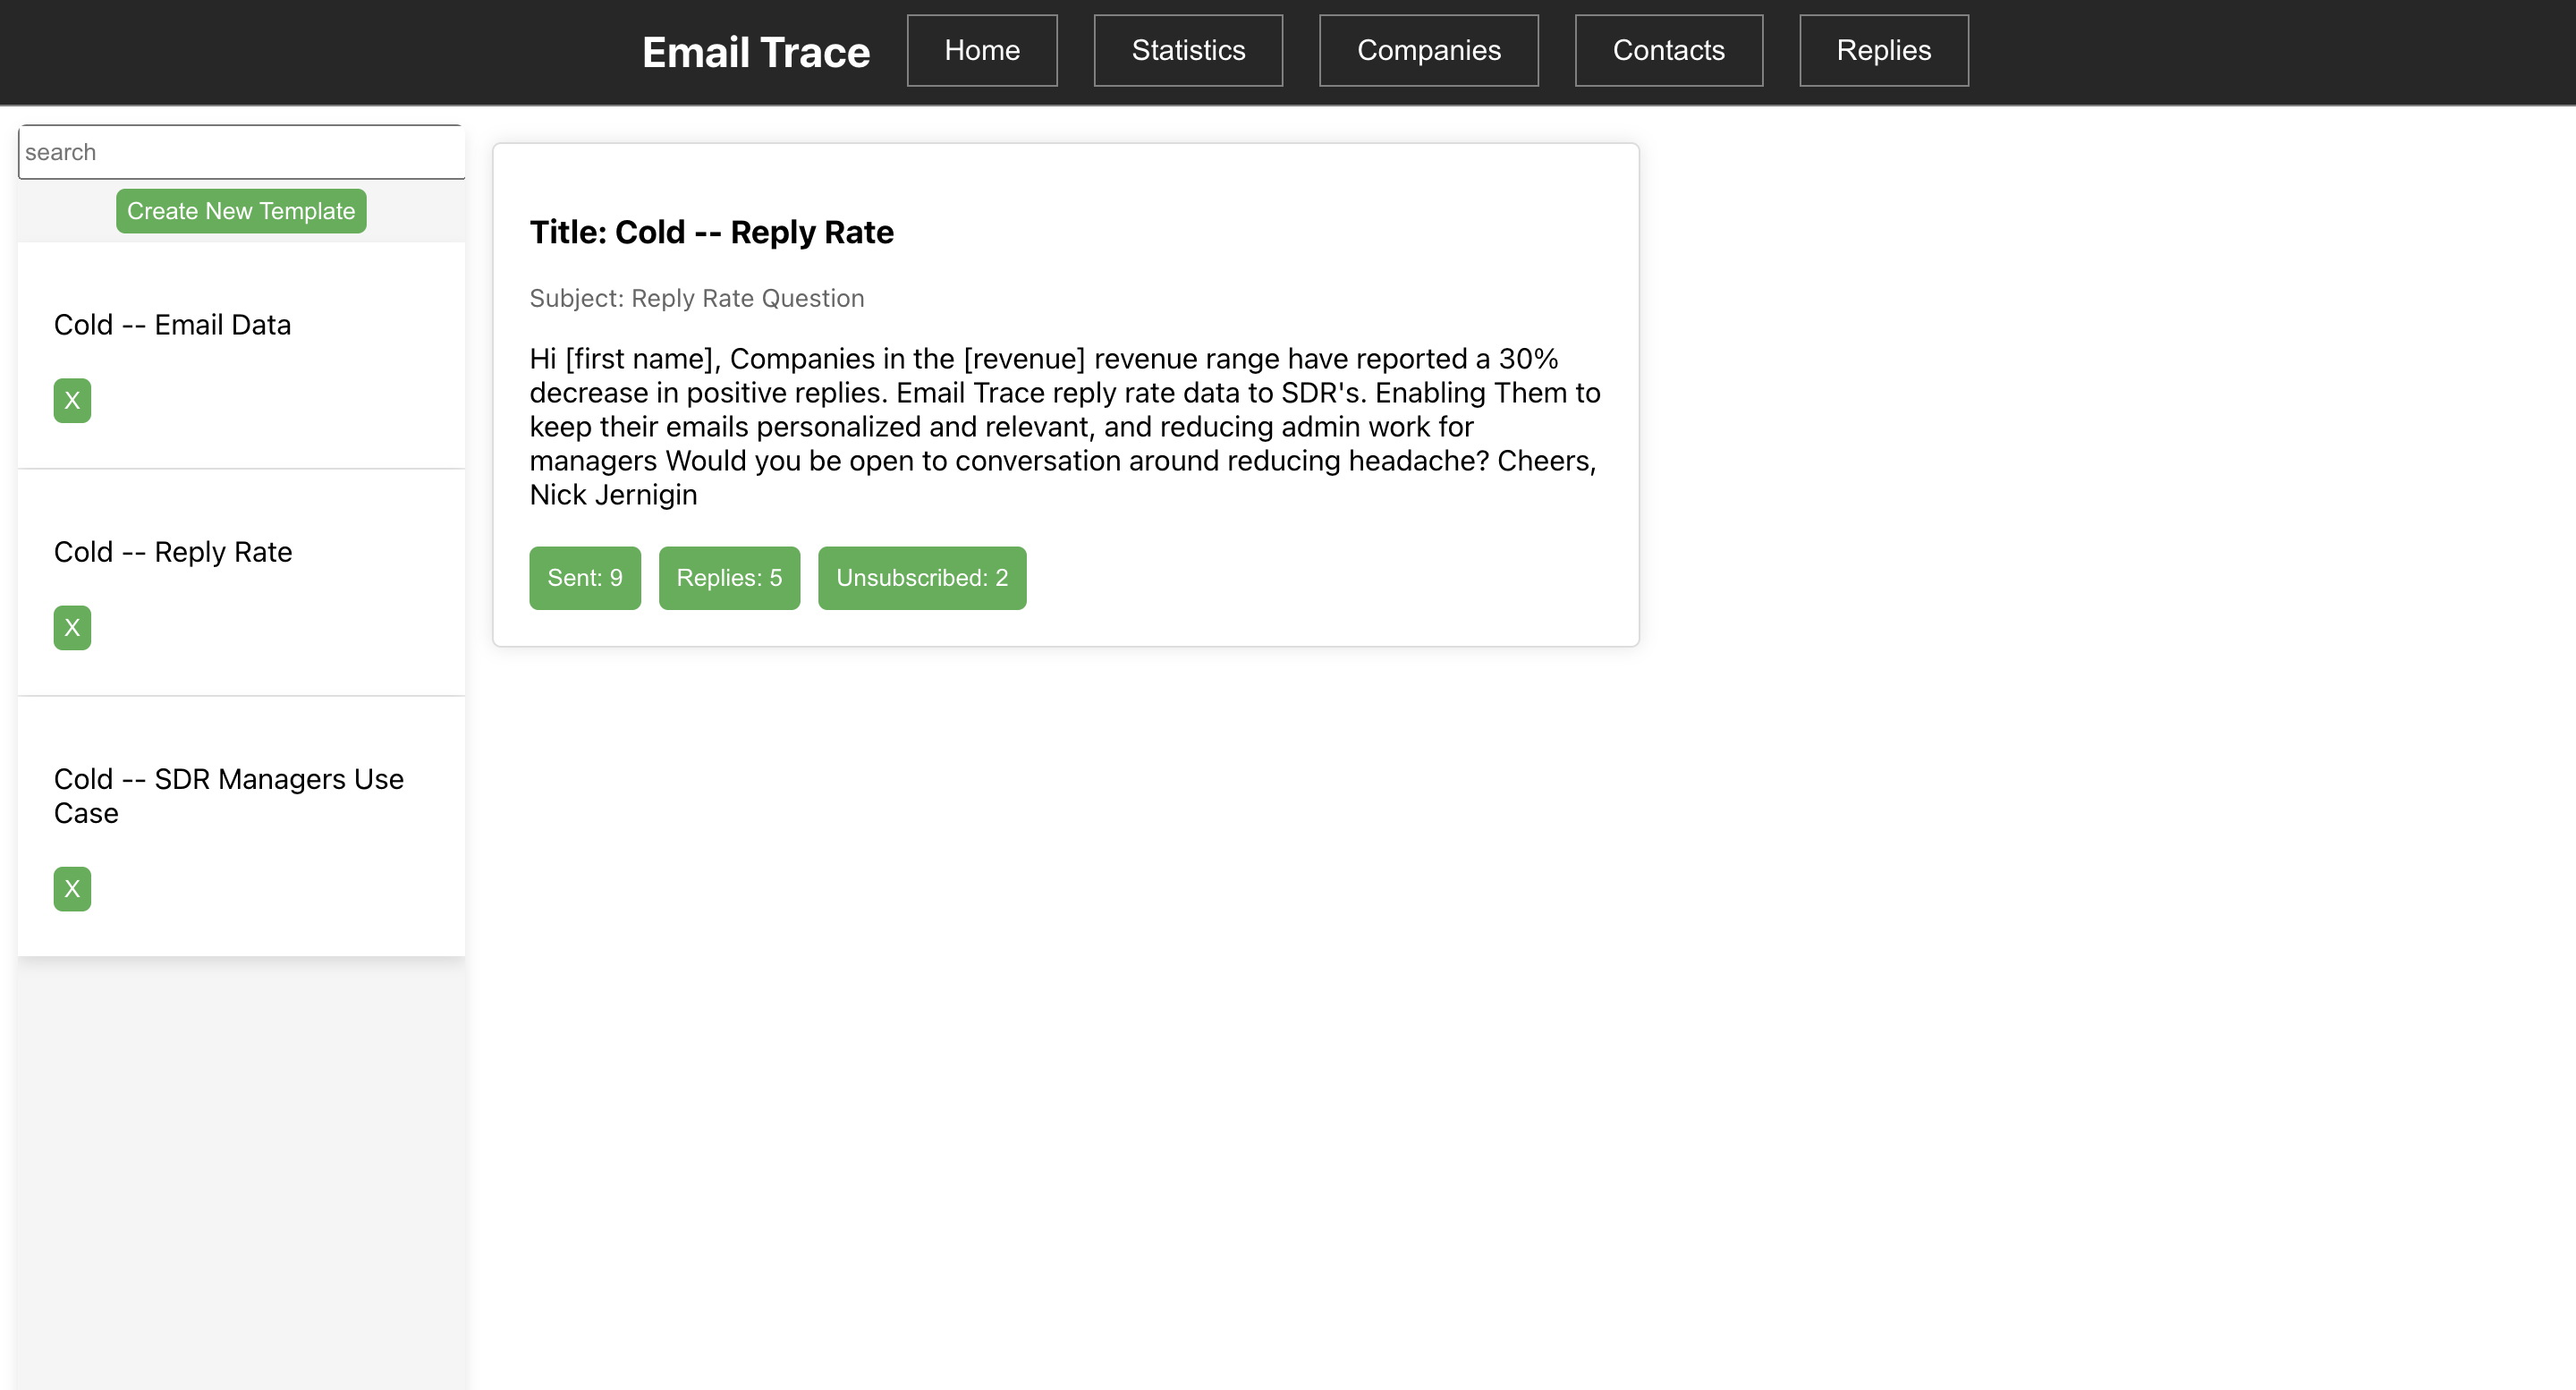 Email Trace
Home
Statistics
Companies
Contacts
Replies
search
Create New Template
Cold -- Email Data
X
Cold -- Reply Rate
X
Cold -- SDR Managers Use
Case
X
Title: Cold -- Reply Rate
Subject: Reply Rate Question
Hi [first name], Companies in the [revenue] revenue range have reported a 30%
decrease in positive replies. Email Trace reply rate data to SDR's. Enabling Them to
keep their emails personalized and relevant, and reducing admin work for
managers Would you be open to conversation around reducing headache? Cheers,
Nick Jernigin
Sent: 9
Replies: 5
Unsubscribed: 2